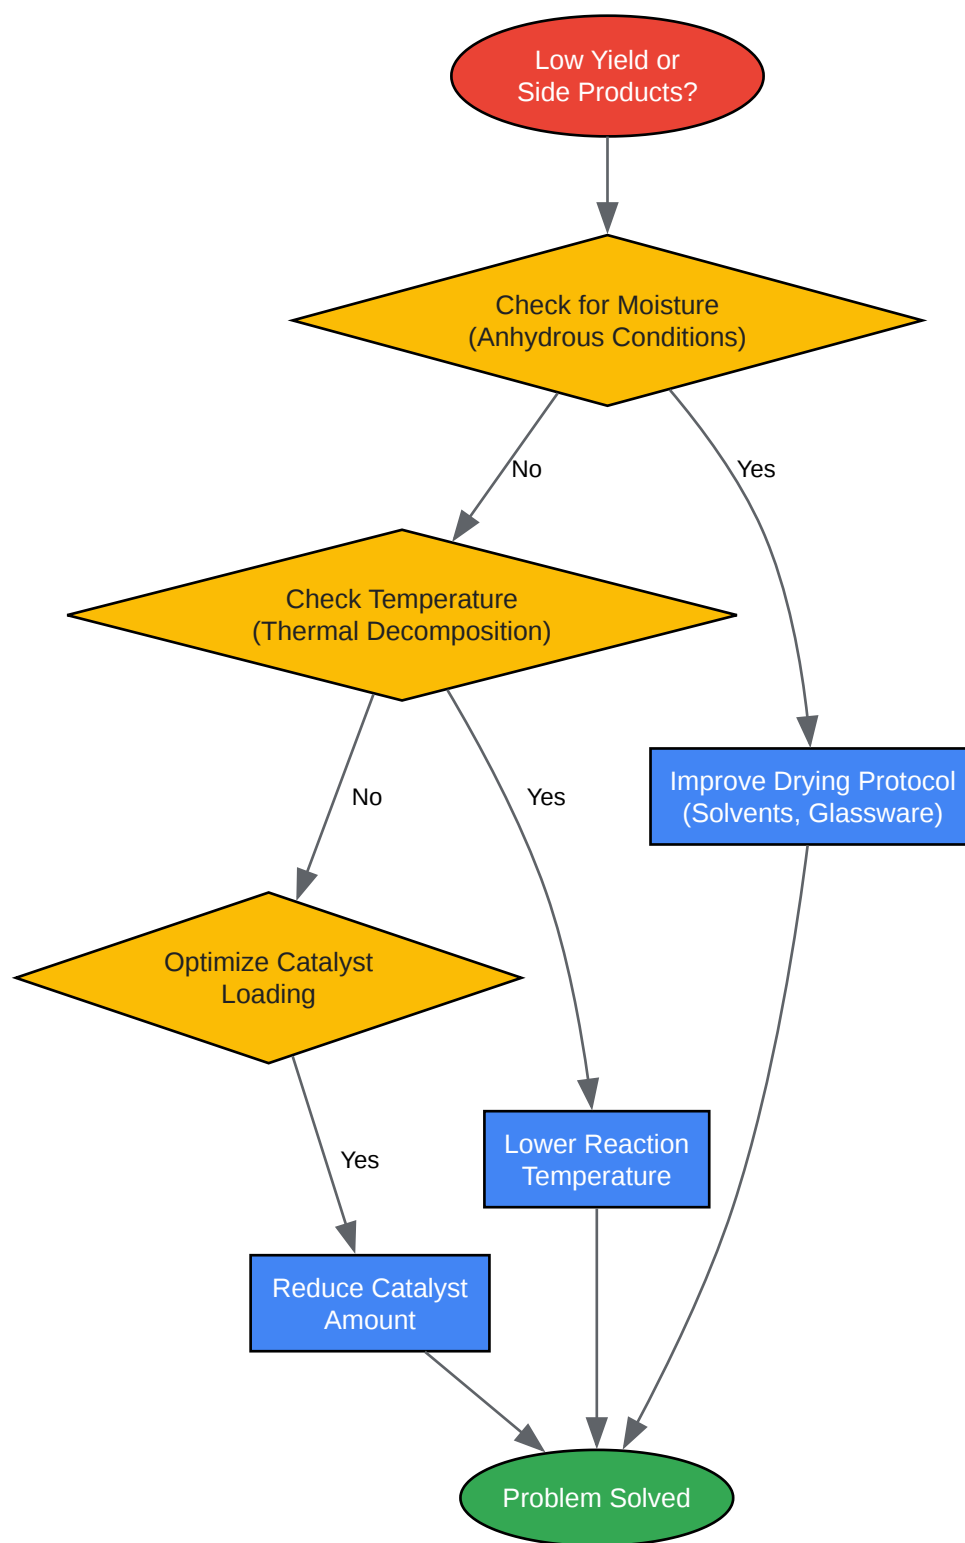 Low Yield or
Side Products?
Check for Moisture
(Anhydrous Conditions)
No
Yes
Check Temperature
(Thermal Decomposition)
No
Yes
Improve Drying Protocol
(Solvents, Glassware)
Optimize Catalyst
Loading
Yes
Lower Reaction
Temperature
Reduce Catalyst
Amount
Problem Solved